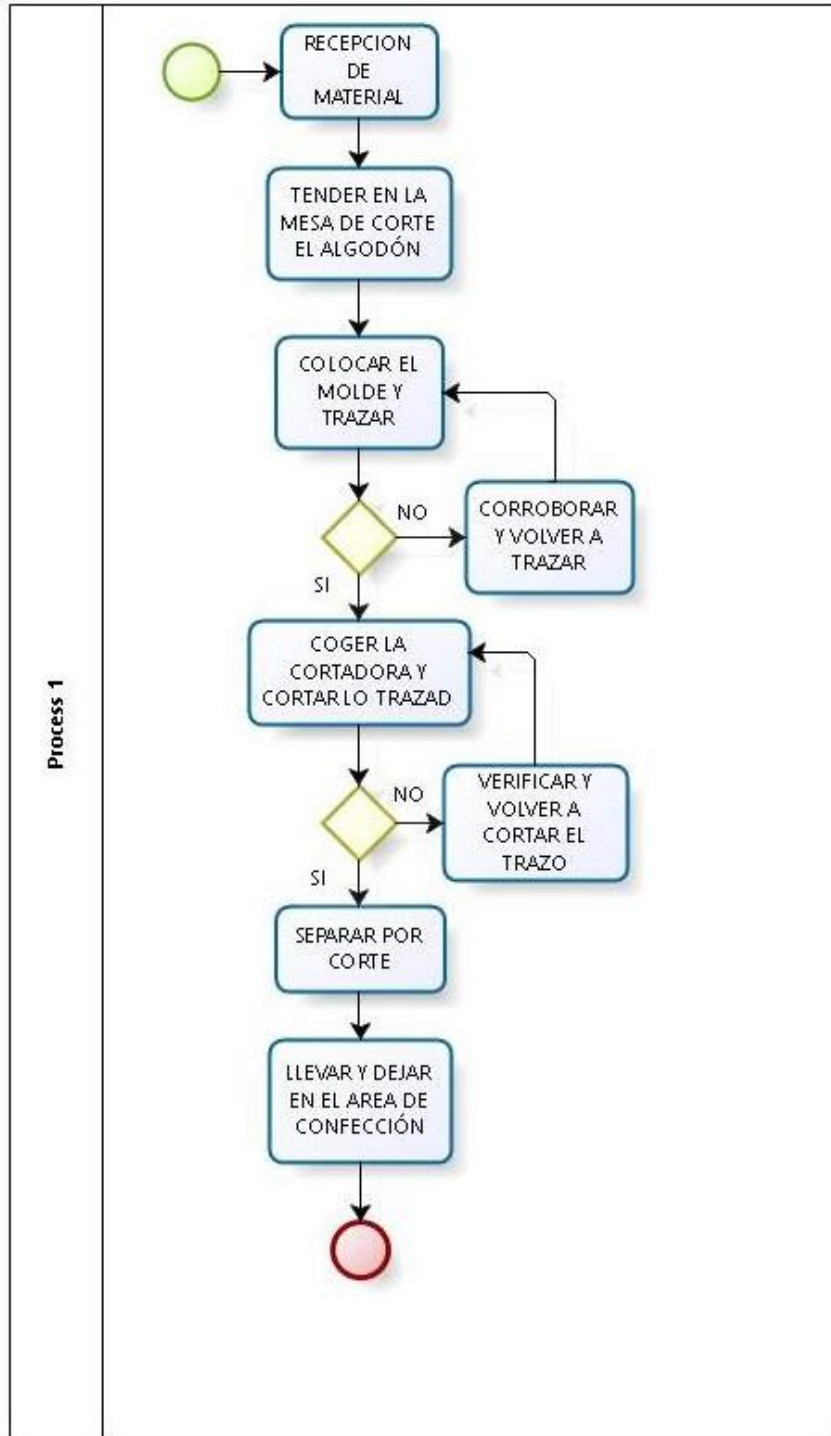 Process 1
RECEPCION
DE
MATERIAL
TENDER EN LA
MESA DE CORTE
EL ALGODÓN
COLOCAR EL
MOLDE Y
TRAZAR
NO
CORROBORAR
Y VOLVER A
TRAZAR
SI
COGER LA
CORTADORA Y
CORTAR LO TRAZAD
NO
VERIFICAR Y
VOLVER A
CORTAR EL
TRAZO
SI
SEPARAR POR
CORTE
LLEVAR Y DEJAR
EN EL AREA DE
CONFECCIÓN